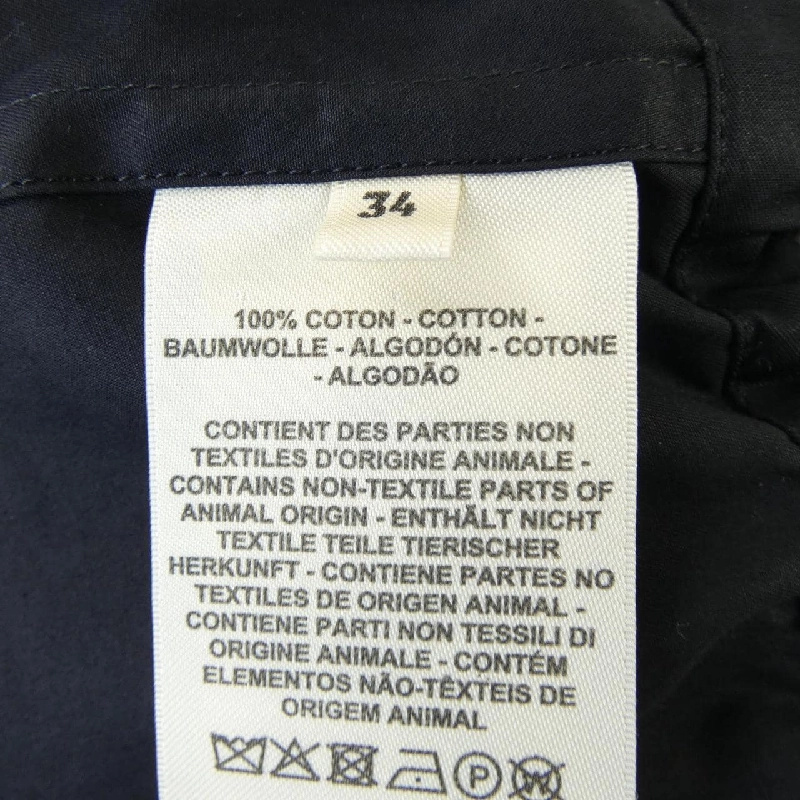 34
100% COTON - COTTON -
BAUMWOLLE - ALGODÓN - COTONE
- ALGODÃO
CONTIENT DES PARTIES NON
TEXTILES D'ORIGINE ANIMALE -
CONTAINS NON-TEXTILE PARTS OF
ANIMAL ORIGIN - ENTHÄLT NICHT
TEXTILE TEILE TIERISCHER
HERKUNFT - CONTIENE PARTES NO
TEXTILES DE ORIGEN ANIMAL -
CONTIENE PARTI NON TESSILI DI
ORIGINE ANIMALE - CONTÉM
ELEMENTOS NÃO-TÊXTEIS DE
ORIGEM ANIMAL
P W